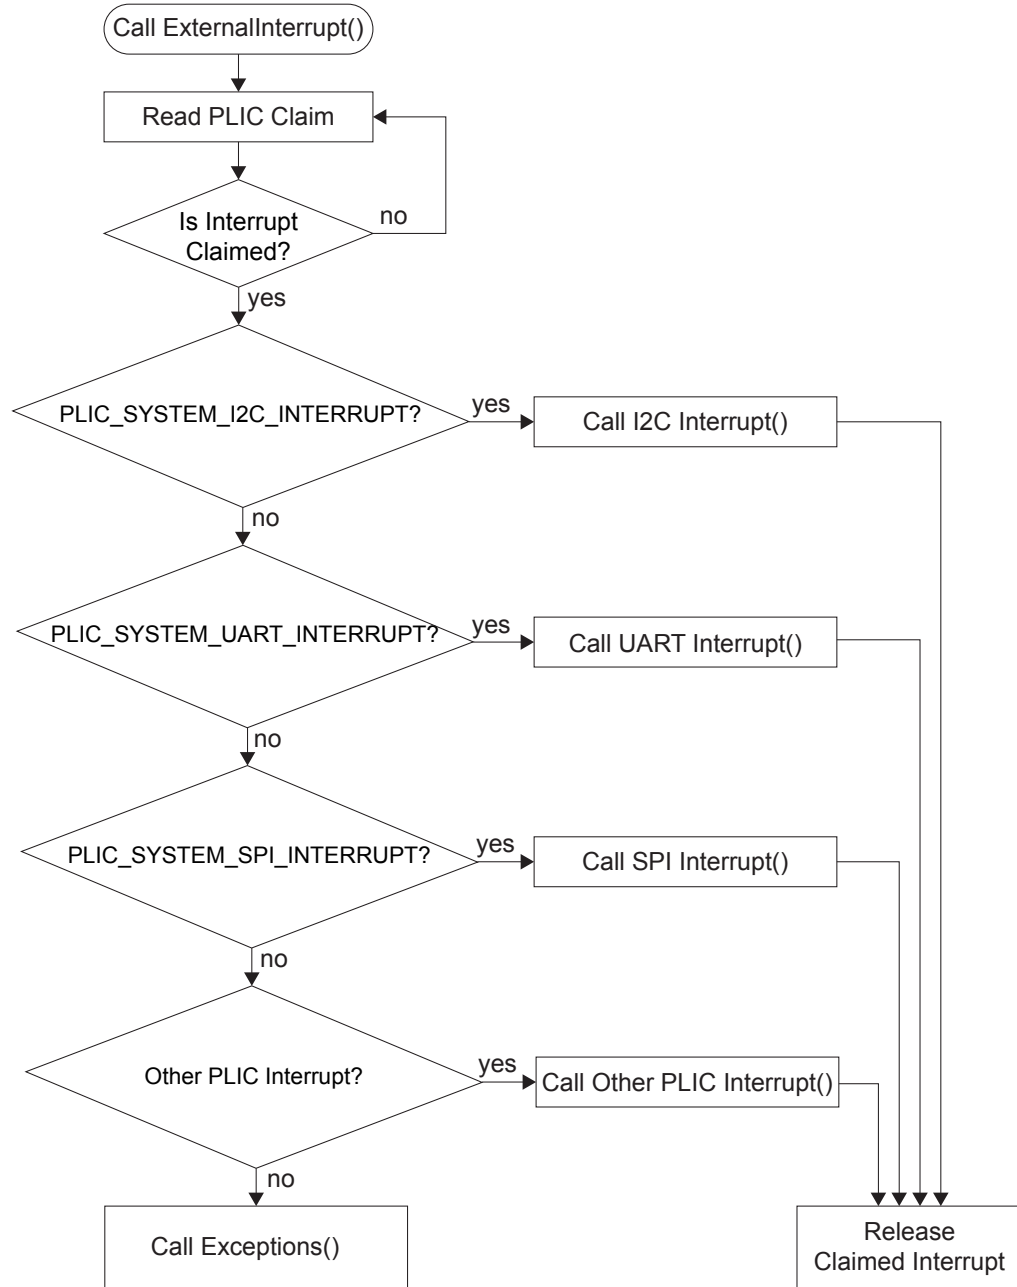 Call ExternalInterrupt()
Read PLIC Claim
Is Interrupt
Claimed?
no
yes
PLIC_SYSTEM_I2C_INTERRUPT?
yes
Call I2C Interrupt()
no
PLIC_SYSTEM_UART_INTERRUPT?
yes
Call UART Interrupt()
no
PLIC_SYSTEM_SPI_INTERRUPT?
yes
Call SPI Interrupt()
no
Other PLIC Interrupt?
yes
Call Other PLIC Interrupt()
no
Call Exceptions()
Release
Claimed Interrupt